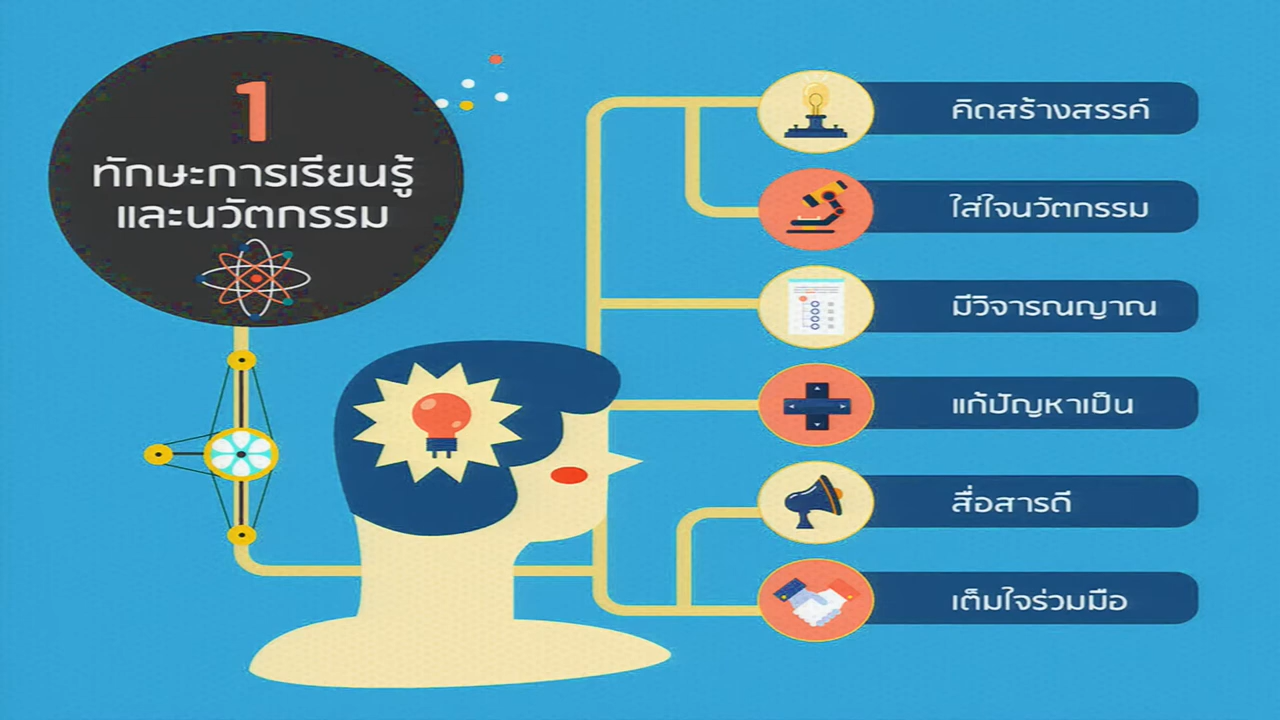 1
ทักษะการเรียนรู้
และนวัตกรรม
คิดสร้างสรรค์
ใส่ใจนวัตกรรม
มีวิจารณญาณ
แก้ปัญหาเป็น
สื่อสารดี
เต็มใจร่วมมือ